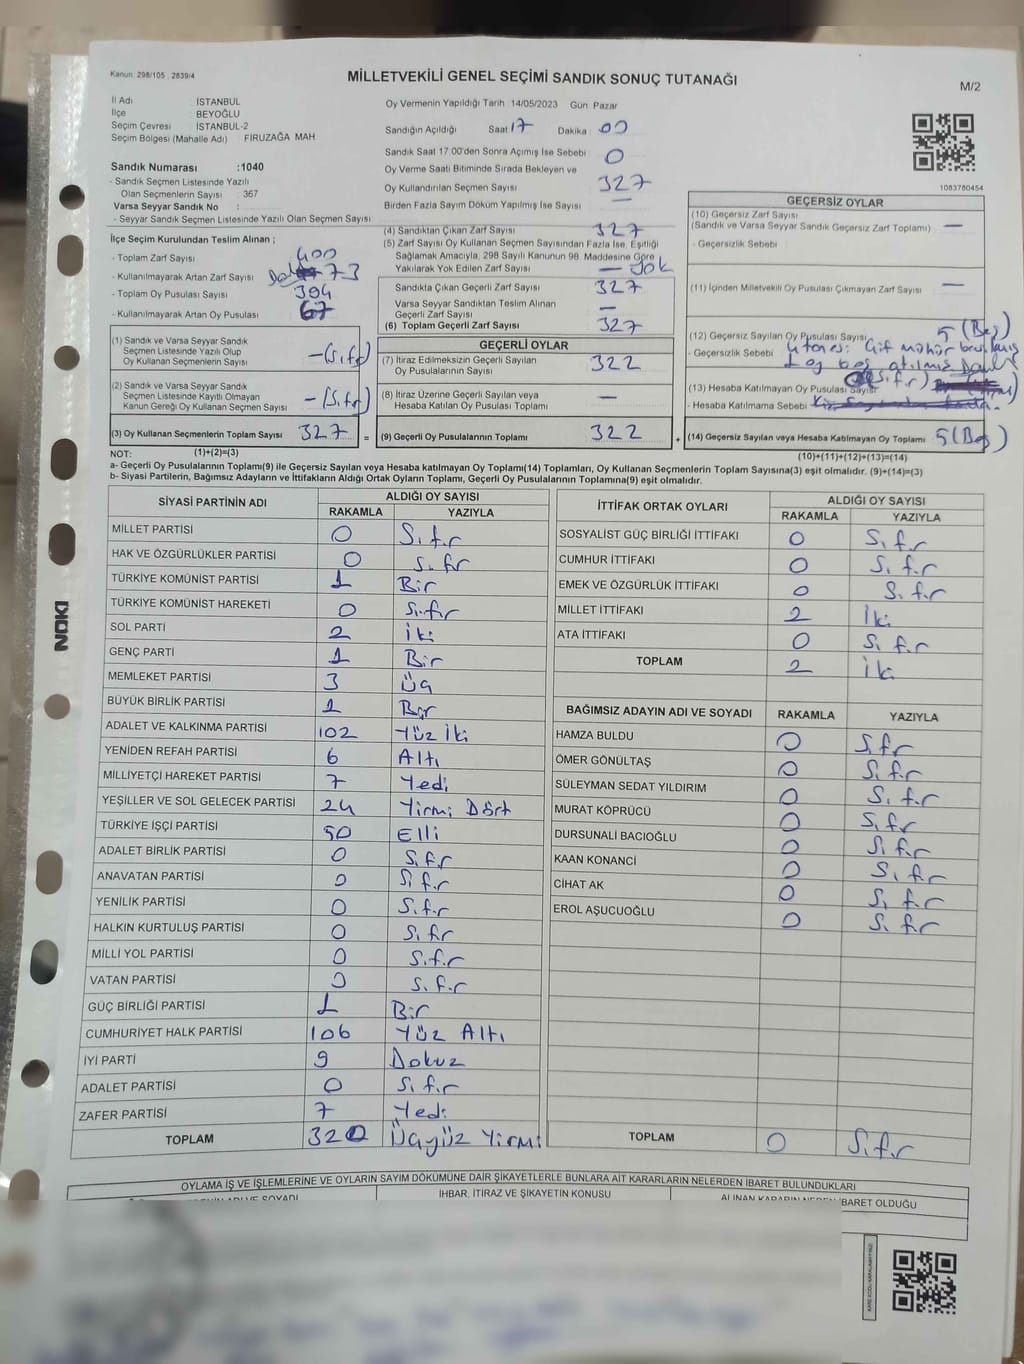 Kanun. 298/105 , 2839/4
MİLLETVEKİLİ GENEL SEÇİMİ SANDIK SONUÇ TUTANAĞI
M/2
İl Adı : İSTANBUL
İlçe : BEYOĞLU
Seçim Çevresi : İSTANBUL-2
Seçim Bölgesi (Mahalle Adı) FIRUZAĞA MAH
Sandık Numarası :1040
- Sandık Seçmen Listesinde Yazılı
Olan Seçmenlerin Sayısı : 367
Varsa Seyyar Sandık No :
- Seyyar Sandık Seçmen Listesinde Yazılı Olan Seçmen Sayısı:
Oy Vermenin Yapıldığı Tarih 14/05/2023 Gün Pazar
Sandığın Açıldığı Saat 17 Dakika 00
Sandık Saat 17:00'den Sonra Açımış İse Sebebi 0
Oy Verme Saati Bitiminde Sırada Bekleyen ve
Oy Kullandırılan Seçmen Sayısı 327
Birden Fazla Sayım Döküm Yapılmış İse Sayısı —
1083780454
İlçe Seçim Kurulundan Teslim Alınan ;
- Toplam Zarf Sayısı 400
- Kullanılmayarak Artan Zarf Sayısı 73
- Toplam Oy Pusulası Sayısı 394
- Kullanılmayarak Artan Oy Pusulası 67
(4) Sandıktan Çıkan Zarf Sayısı 327
(5) Zarf Sayısı Oy Kullanan Seçmen Sayısından Fazla İse, Eşitliği
Sağlamak Amacıyla, 298 Sayılı Kanunun 98. Maddesine Göre
Yakılarak Yok Edilen Zarf Sayısı — Yok
Sandıkta Çıkan Geçerli Zarf Sayısı 327
Varsa Seyyar Sandıktan Teslim Alınan
Geçerli Zarf Sayısı —
(6) Toplam Geçerli Zarf Sayısı 327
GEÇERSİZ OYLAR
(10) Geçersiz Zarf Sayısı
(Sandık ve Varsa Seyyar Sandık Geçersiz Zarf Toplamı) —
- Geçersizlik Sebebi
(11) İçinden Milletvekili Oy Pusulası Çıkmayan Zarf Sayısı —
(1) Sandık ve Varsa Seyyar Sandık
Seçmen Listesinde Yazılı Olup
Oy Kullanan Seçmenlerin Sayısı —(Sıfır)
(2) Sandık ve Varsa Seyyar Sandık
Seçmen Listesinde Kayıtlı Olmayan
Kanun Gereği Oy Kullanan Seçmen Sayısı —(Sıfır)
(3) Oy Kullanan Seçmenlerin Toplam Sayısı 327 =
GEÇERLİ OYLAR
(7) İtiraz Edilmeksizin Geçerli Sayılan
Oy Pusulalarının Sayısı 322
(8) İtiraz Üzerine Geçerli Sayılan veya
Hesaba Katılan Oy Pusulası Toplamı —
(9) Geçerli Oy Pusulalarının Toplamı 322 +
(12) Geçersiz Sayılan Oy Pusulası Sayısı 5 (Beş)
- Geçersizlik Sebebi 4 tanesi: Çift mühür basılmış
1 oy boş atılmış
(13) Hesaba Katılmayan Oy Pusulası Sayısı (Sıfır)
- Hesaba Katılmama Sebebi
(14) Geçersiz Sayılan veya Hesaba Katılmayan Oy Toplamı 5 (Beş)
NOT: (1)+(2)=(3) (10)+(11)+(12)+(13)=(14)
a- Geçerli Oy Pusulalarının Toplamı(9) ile Geçersiz Sayılan veya Hesaba katılmayan Oy Toplamı(14) Toplamları, Oy Kullanan Seçmenlerin Toplam Sayısına(3) eşit olmalıdır. (9)+(14)=(3)
b- Siyasi Partilerin, Bağımsız Adayların ve İttifakların Aldığı Ortak Oyların Toplamı, Geçerli Oy Pusulalarının Toplamına(9) eşit olmalıdır.
SİYASİ PARTİNİN ADI ALDIĞI OY SAYISI
RAKAMLA YAZIYLA
MİLLET PARTİSİ 0 Sıfır
HAK VE ÖZGÜRLÜKLER PARTİSİ 0 Sıfır
TÜRKİYE KOMÜNİST PARTİSİ 1 Bir
TÜRKİYE KOMÜNİST HAREKETİ 0 Sıfır
SOL PARTİ 2 İki
GENÇ PARTİ 1 Bir
MEMLEKET PARTİSİ 3 Üç
BÜYÜK BİRLİK PARTİSİ 1 Bir
ADALET VE KALKINMA PARTİSİ 102 Yüz İki
YENİDEN REFAH PARTİSİ 6 Altı
MİLLİYETÇİ HAREKET PARTİSİ 7 Yedi
YEŞİLLER VE SOL GELECEK PARTİSİ 24 Yirmi Dört
TÜRKİYE İŞÇİ PARTİSİ 50 Elli
ADALET BİRLİK PARTİSİ 0 Sıfır
ANAVATAN PARTİSİ 0 Sıfır
YENİLİK PARTİSİ 0 Sıfır
HALKIN KURTULUŞ PARTİSİ 0 Sıfır
MİLLİ YOL PARTİSİ 0 Sıfır
VATAN PARTİSİ 0 Sıfır
GÜÇ BİRLİĞİ PARTİSİ 1 Bir
CUMHURİYET HALK PARTİSİ 106 Yüz Altı
İYİ PARTİ 9 Dokuz
ADALET PARTİSİ 0 Sıfır
ZAFER PARTİSİ 7 Yedi
TOPLAM 320 Üçyüz Yirmi
İTTİFAK ORTAK OYLARI ALDIĞI OY SAYISI
RAKAMLA YAZIYLA
SOSYALİST GÜÇ BİRLİĞİ İTTİFAKI 0 Sıfır
CUMHUR İTTİFAKI 0 Sıfır
EMEK VE ÖZGÜRLÜK İTTİFAKI 0 Sıfır
MİLLET İTTİFAKI 2 İki
ATA İTTİFAKI 0 Sıfır
TOPLAM 2 İki
BAĞIMSIZ ADAYIN ADI VE SOYADI RAKAMLA YAZIYLA
HAMZA BULDU 0 Sıfır
ÖMER GÖNÜLTAŞ 0 Sıfır
SÜLEYMAN SEDAT YILDIRIM 0 Sıfır
MURAT KÖPRÜCÜ 0 Sıfır
DURSUNALİ BACIOĞLU 0 Sıfır
KAAN KONANCİ 0 Sıfır
CİHAT AK 0 Sıfır
EROL AŞUCUOĞLU 0 Sıfır
TOPLAM 0 Sıfır
OYLAMA İŞ VE İŞLEMLERİNE VE OYLARIN SAYIM DÖKÜMÜNE DAİR ŞİKAYETLERLE BUNLARA AİT KARARLARIN NELERDEN İBARET BULUNDUKLARI
İHBAR, İTİRAZ VE ŞİKAYETİN KONUSU
ALINAN KARARIN NEDEN İBARET OLDUĞU
NOKI